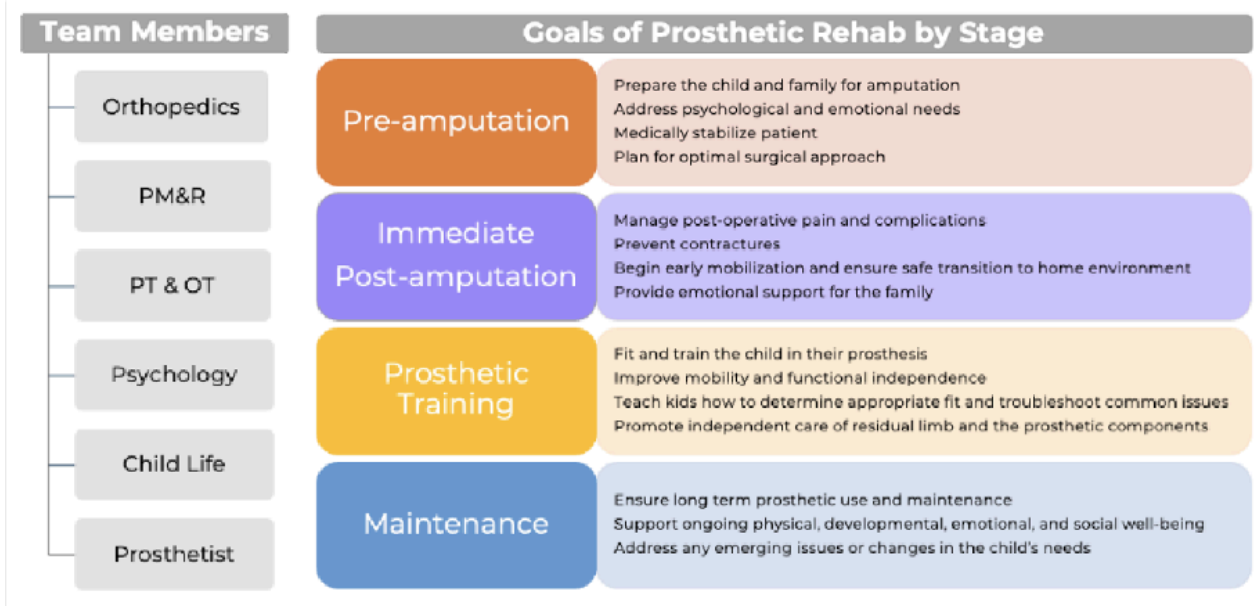 Team Members
Orthopedics
PM&R
PT & OT
Psychology
Child Life
Prosthetist
Goals of Prosthetic Rehab by Stage
Pre-amputation
Prepare the child and family for amputation
Address psychological and emotional needs
Medically stabilize patient
Plan for optimal surgical approach
Immediate
Post-amputation
Manage post-operative pain and complications
Prevent contractures
Begin early mobilization and ensure safe transition to home environment
Provide emotional support for the family
Prosthetic
Training
Fit and train the child in their prosthesis
Improve mobility and functional independence
Teach kids how to determine appropriate fit and troubleshoot common issues
Promote independent care of residual limb and the prosthetic components
Maintenance
Ensure long term prosthetic use and maintenance
Support ongoing physical, developmental, emotional, and social well-being
Address any emerging issues or changes in the child's needs